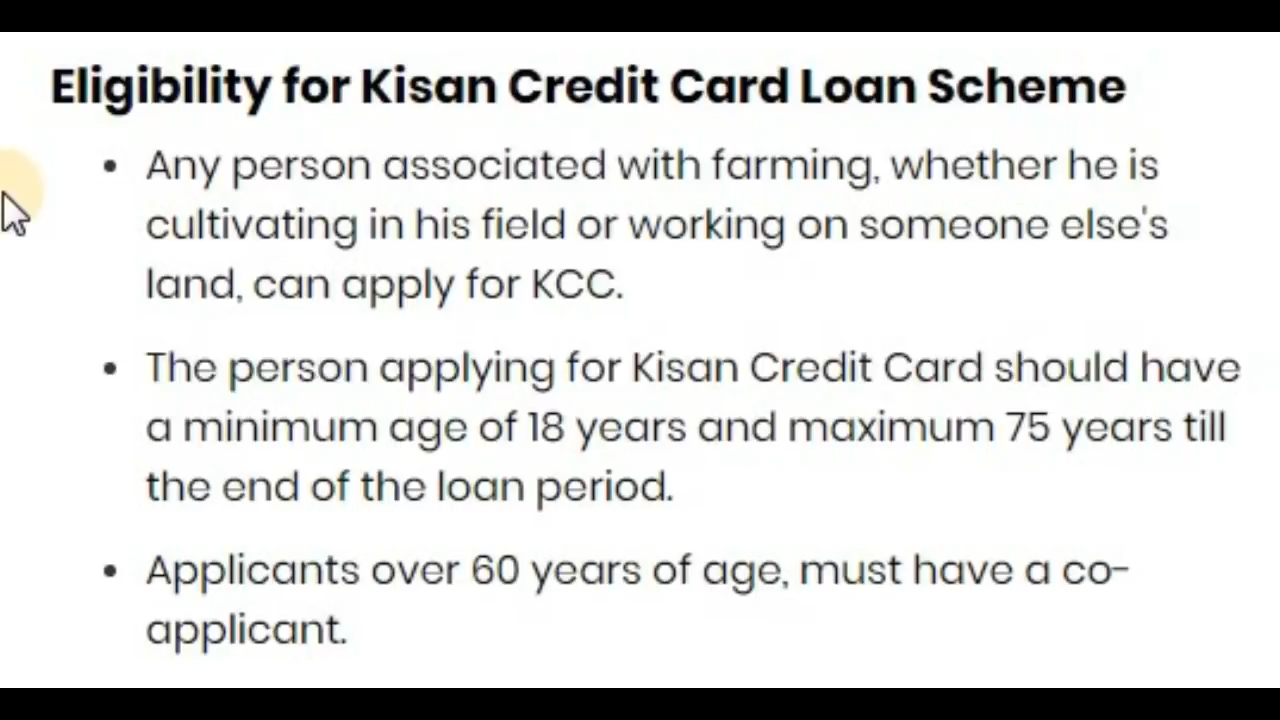 Eligibility for Kisan Credit Card Loan Scheme
• Any person associated with farming, whether he is
cultivating in his field or working on someone else's
land, can apply for KCC.
• The person applying for Kisan Credit Card should have
a minimum age of 18 years and maximum 75 years till
the end of the loan period.
• Applicants over 60 years of age, must have a co-
applicant.